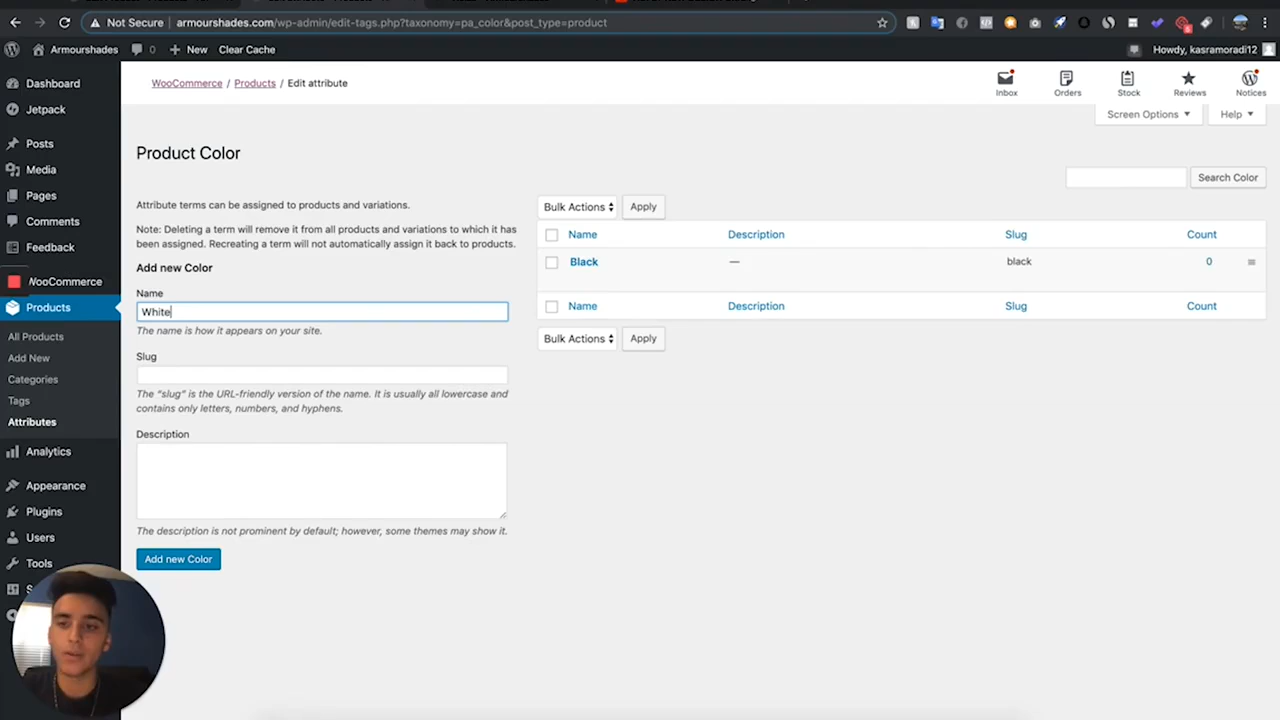 Not Secure armourshades.com/wp-admin/edit-tags.php?taxonomy=pa_color&post_type=product
Armourshades 0 New Clear Cache Howdy, kasramoradi12
Dashboard
Jetpack
Posts
Media
Pages
Comments
Feedback
WooCommerce
Products
All Products
Add New
Categories
Tags
Attributes
Analytics
Appearance
Plugins
Users
Tools
WooCommerce / Products / Edit attribute
Inbox Orders Stock Reviews Notices
Screen Options Help
Product Color
Search Color
Attribute terms can be assigned to products and variations.
Note: Deleting a term will remove it from all products and variations to which it has
been assigned. Recreating a term will not automatically assign it back to products.
Add new Color
Name
White
The name is how it appears on your site.
Slug
The “slug” is the URL-friendly version of the name. It is usually all lowercase and
contains only letters, numbers, and hyphens.
Description
The description is not prominent by default; however, some themes may show it.
Add new Color
Bulk Actions Apply
Name Description Slug Count
Black — black 0
Name Description Slug Count
Bulk Actions Apply